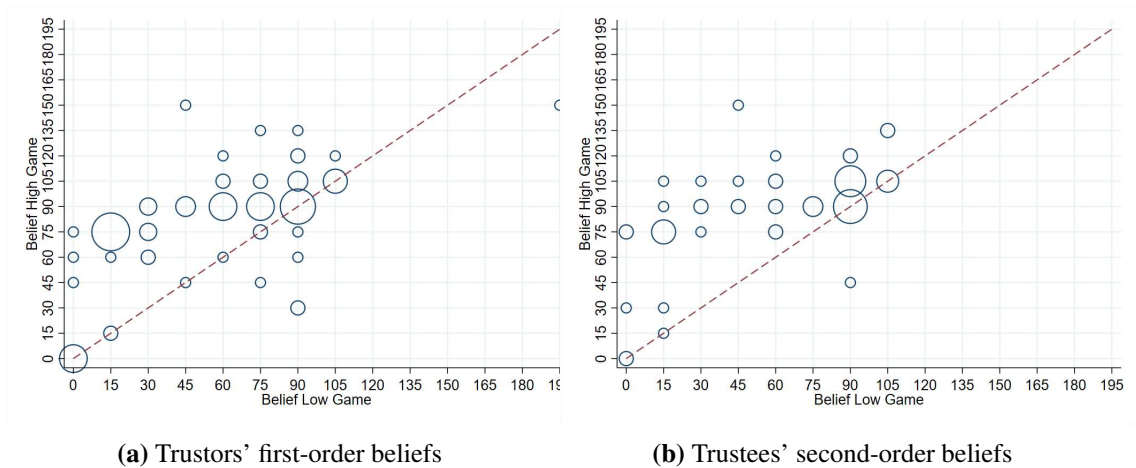 Belief High Game
0 15 30 45 60 75 90 105 120 135 150 165 180 195
0 15 30 45 60 75 90 105 120 135 150 165 180 19
Belief Low Game
(a) Trustors' first-order beliefs
Belief High Game
0 15 30 45 60 75 90 105 120 135 150 165 180 195
0 15 30 45 60 75 90 105 120 135 150 165 180 195
Belief Low Game
(b) Trustees' second-order beliefs